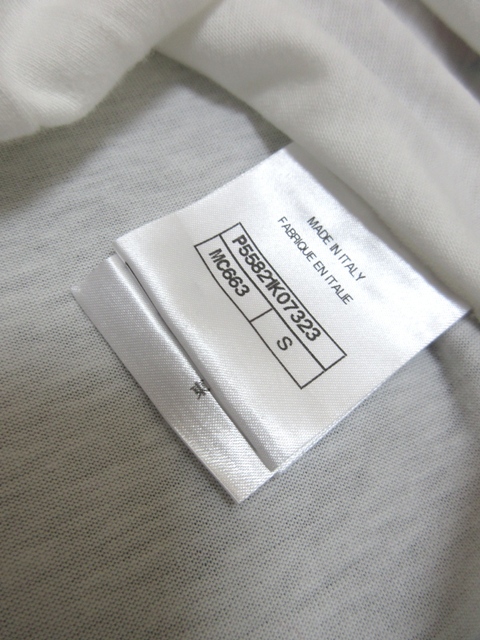 MADE IN ITALY
FABRIQUE EN ITALIE
P55821K07323
MC663 S